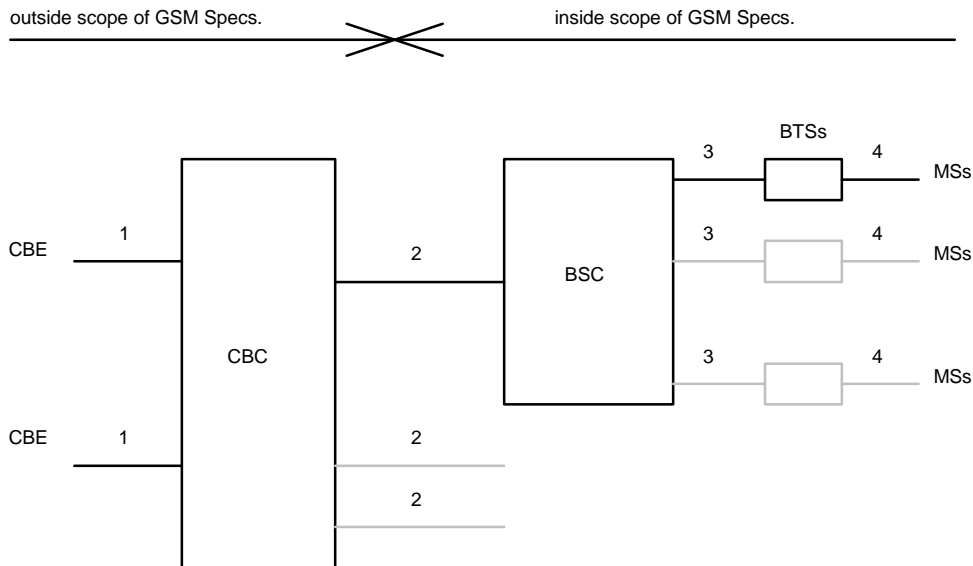 outside scope of GSM Specs. inside scope of GSM Specs.
BTSs
3 4
MSs
1 3 4
CBE 2 MSs
BSC
CBC 3 4
MSs
CBE 1 2
2